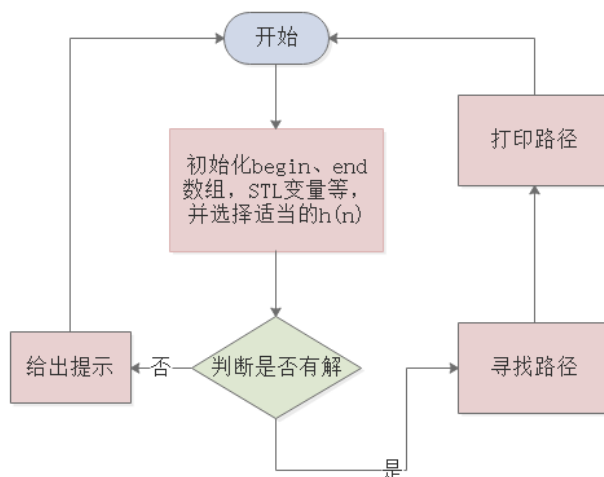 开始
打印路径
初始化begin、end
数组，STL变量等，
并选择适当的h(n)
给出提示
否
判断是否有解
寻找路径
是